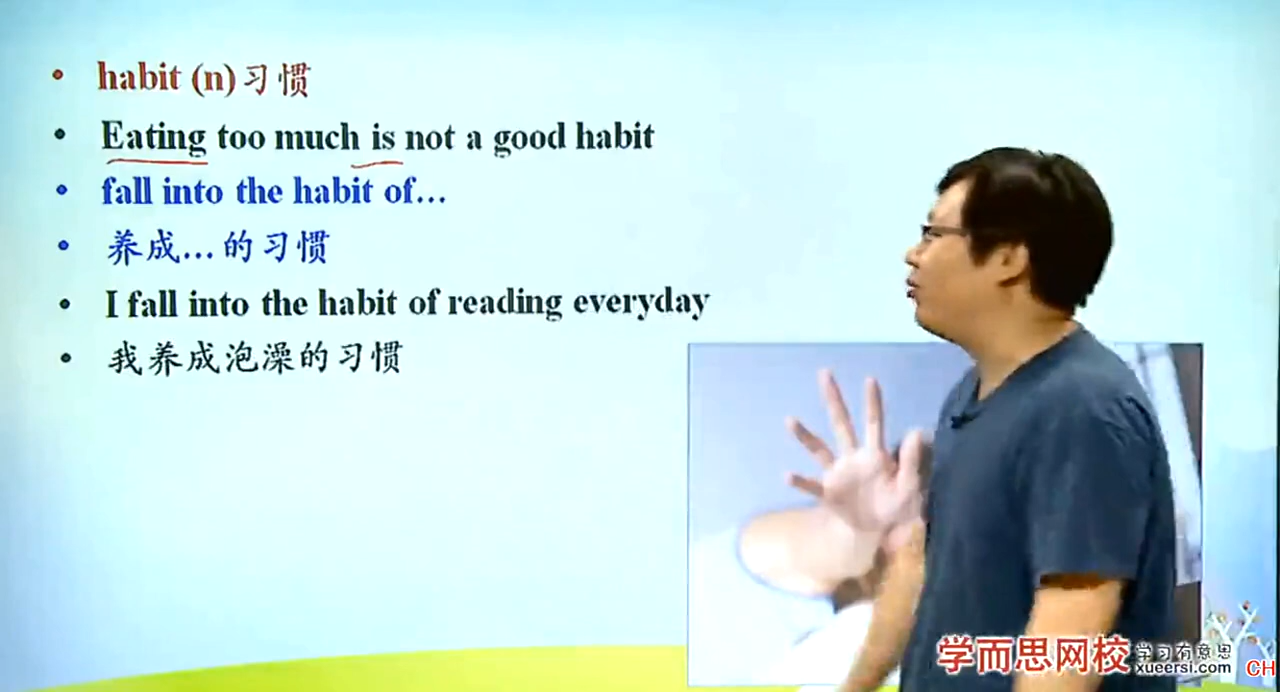 habit (n)习惯
Eating too much is not a good habit
fall into the habit of...
养成...的习惯
I fall into the habit of reading everyday
我养成泡澡的习惯
学而思网校
学习有意思
xueersi.com
CH